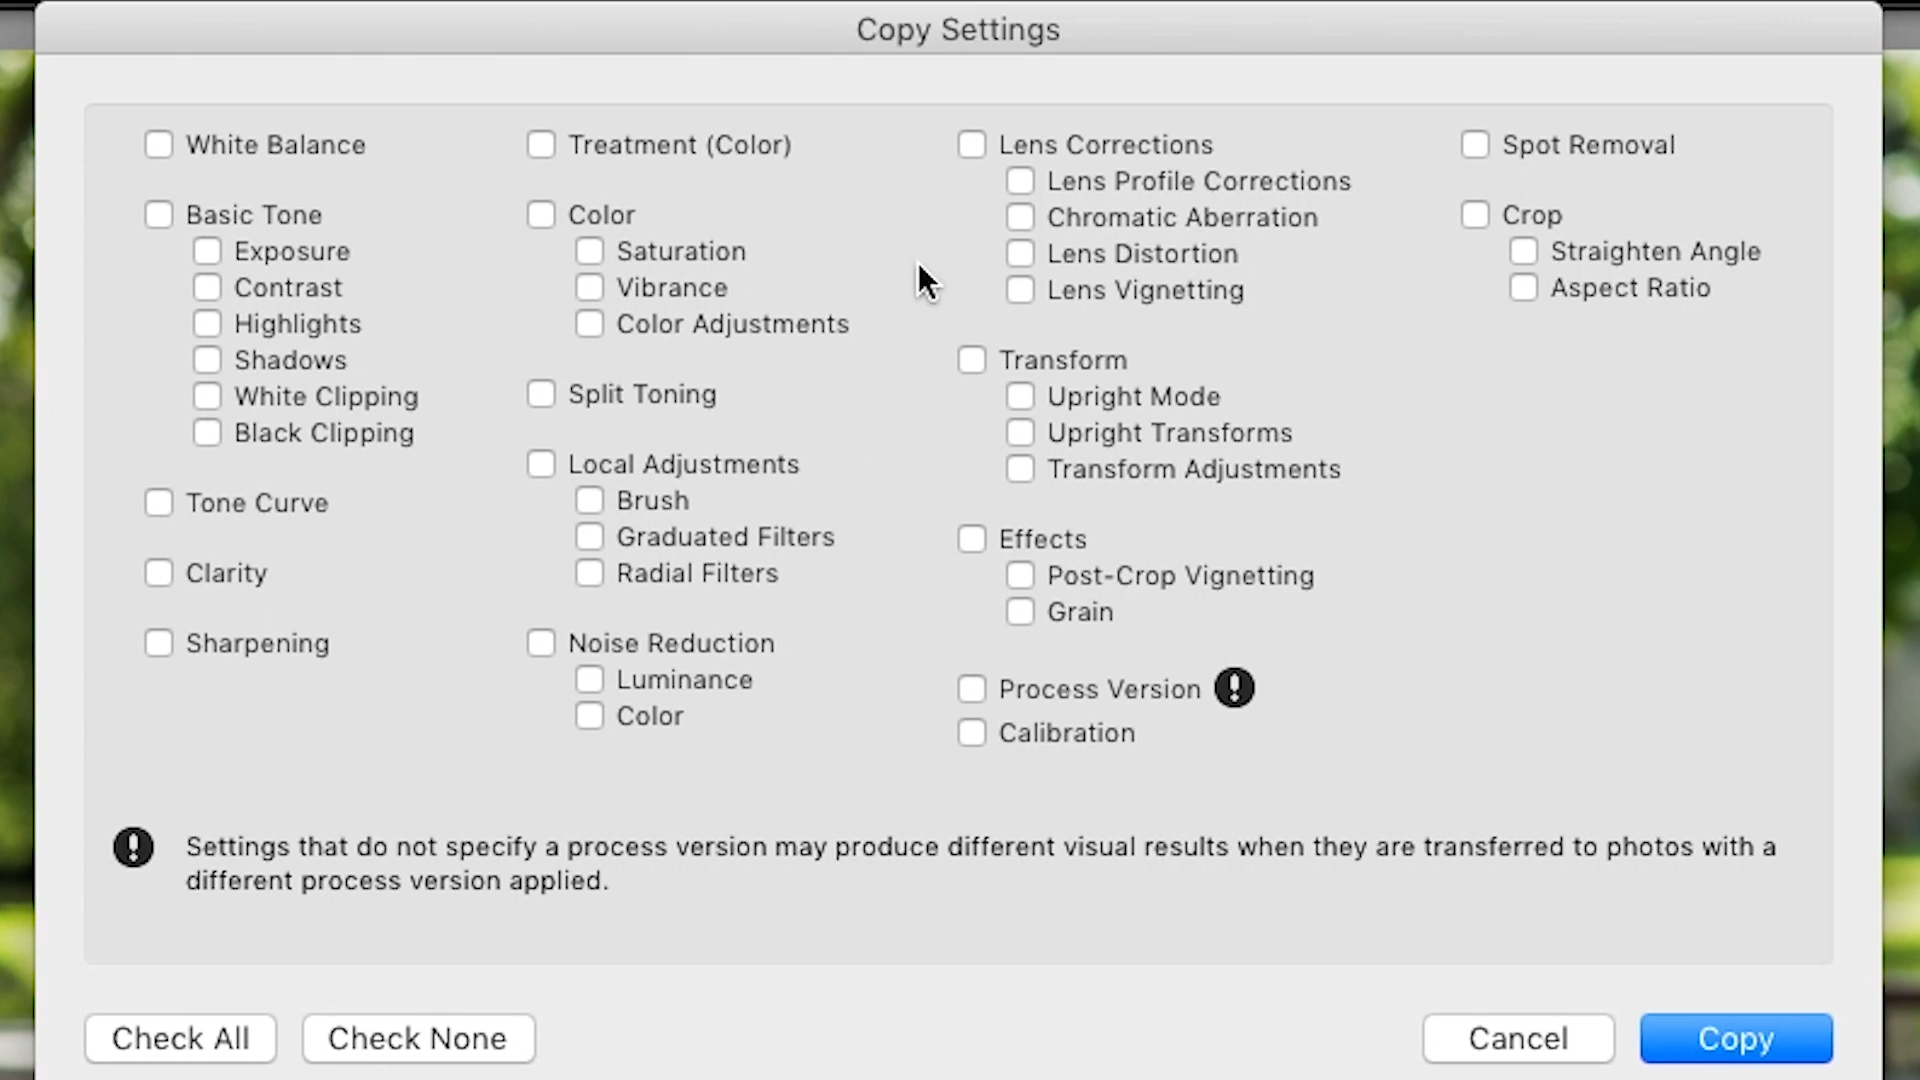 Copy Settings
White Balance
Basic Tone
Exposure
Contrast
Highlights
Shadows
White Clipping
Black Clipping
Tone Curve
Clarity
Sharpening
Treatment (Color)
Color
Saturation
Vibrance
Color Adjustments
Split Toning
Local Adjustments
Brush
Graduated Filters
Radial Filters
Noise Reduction
Luminance
Color
Lens Corrections
Lens Profile Corrections
Chromatic Aberration
Lens Distortion
Lens Vignetting
Transform
Upright Mode
Upright Transforms
Transform Adjustments
Effects
Post-Crop Vignetting
Grain
Process Version
Calibration
Spot Removal
Crop
Straighten Angle
Aspect Ratio
Settings that do not specify a process version may produce different visual results when they are transferred to photos with a
different process version applied.
Check All
Check None
Cancel
Copy